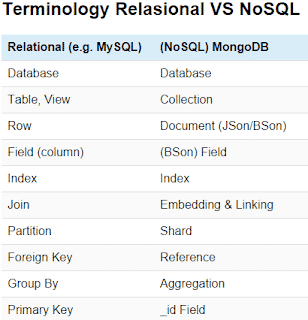 Terminology Relasional VS NoSQL
Relational (e.g. MySQL) (NoSQL) MongoDB
Database Database
Table, View Collection
Row Document (JSon/BSon)
Field (column) (BSon) Field
Index Index
Join Embedding & Linking
Partition Shard
Foreign Key Reference
Group By Aggregation
Primary Key _id Field